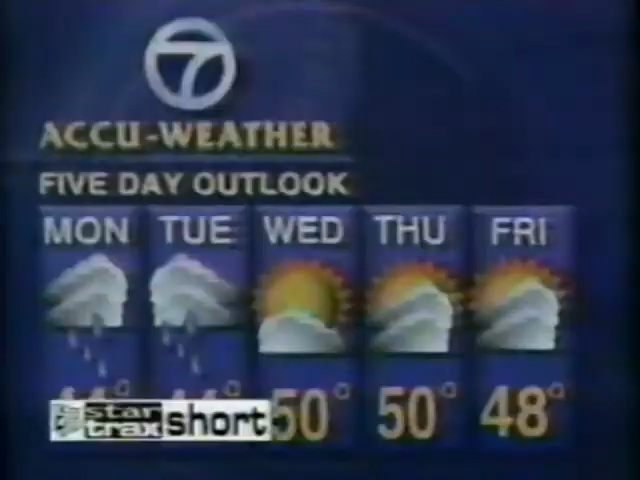 7
ACCU-WEATHER
FIVE DAY OUTLOOK
MON TUE WED THU FRI
50° 50° 48°
star
trax short